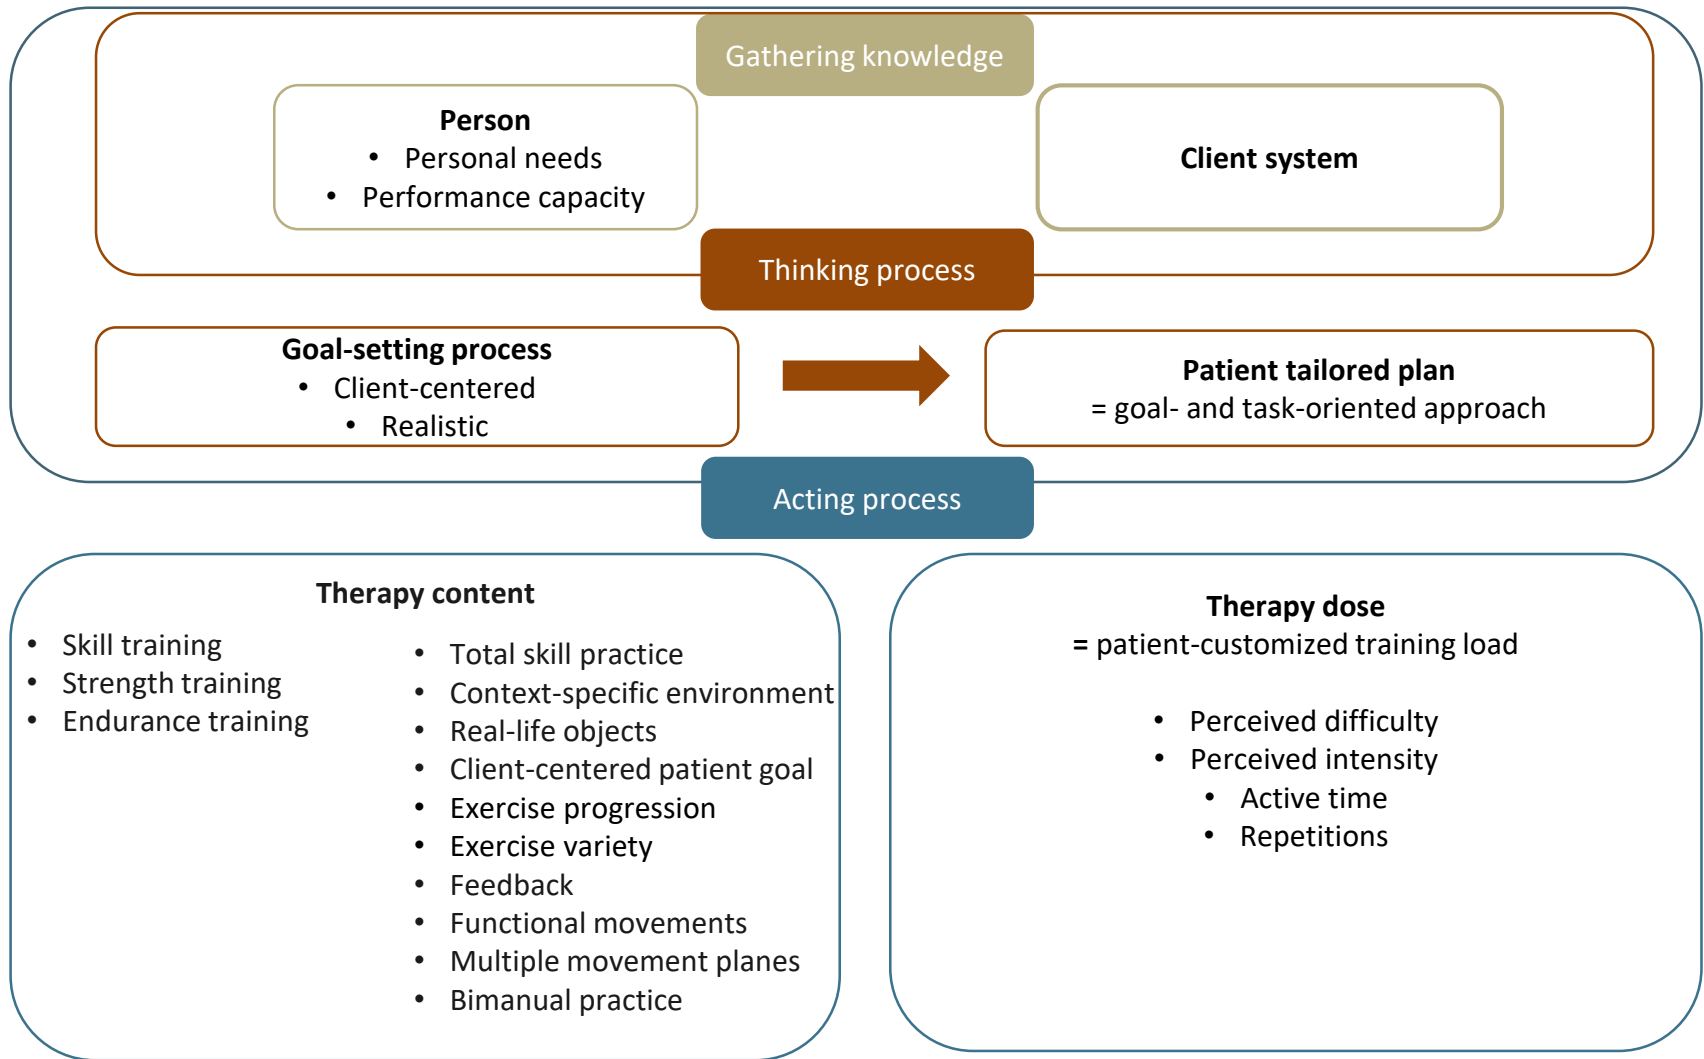 Gathering knowledge
Person
• Personal needs
• Performance capacity
Client system
Thinking process
Goal-setting process
• Client-centered
• Realistic
Patient tailored plan
= goal- and task-oriented approach
Acting process
Therapy content
• Skill training
• Strength training
• Endurance training
• Total skill practice
• Context-specific environment
• Real-life objects
• Client-centered patient goal
• Exercise progression
• Exercise variety
• Feedback
• Functional movements
• Multiple movement planes
• Bimanual practice
Therapy dose
= patient-customized training load
• Perceived difficulty
• Perceived intensity
• Active time
• Repetitions